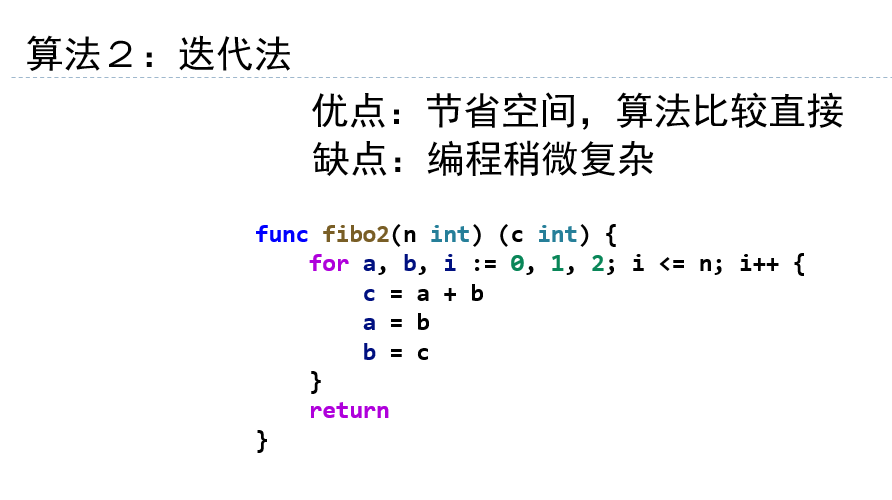 算法２：迭代法
优点：节省空间，算法比较直接
缺点：编程稍微复杂
func fibo2(n int) (c int) {
    for a, b, i := 0, 1, 2; i <= n; i++ {
        c = a + b
        a = b
        b = c
    }
    return
}